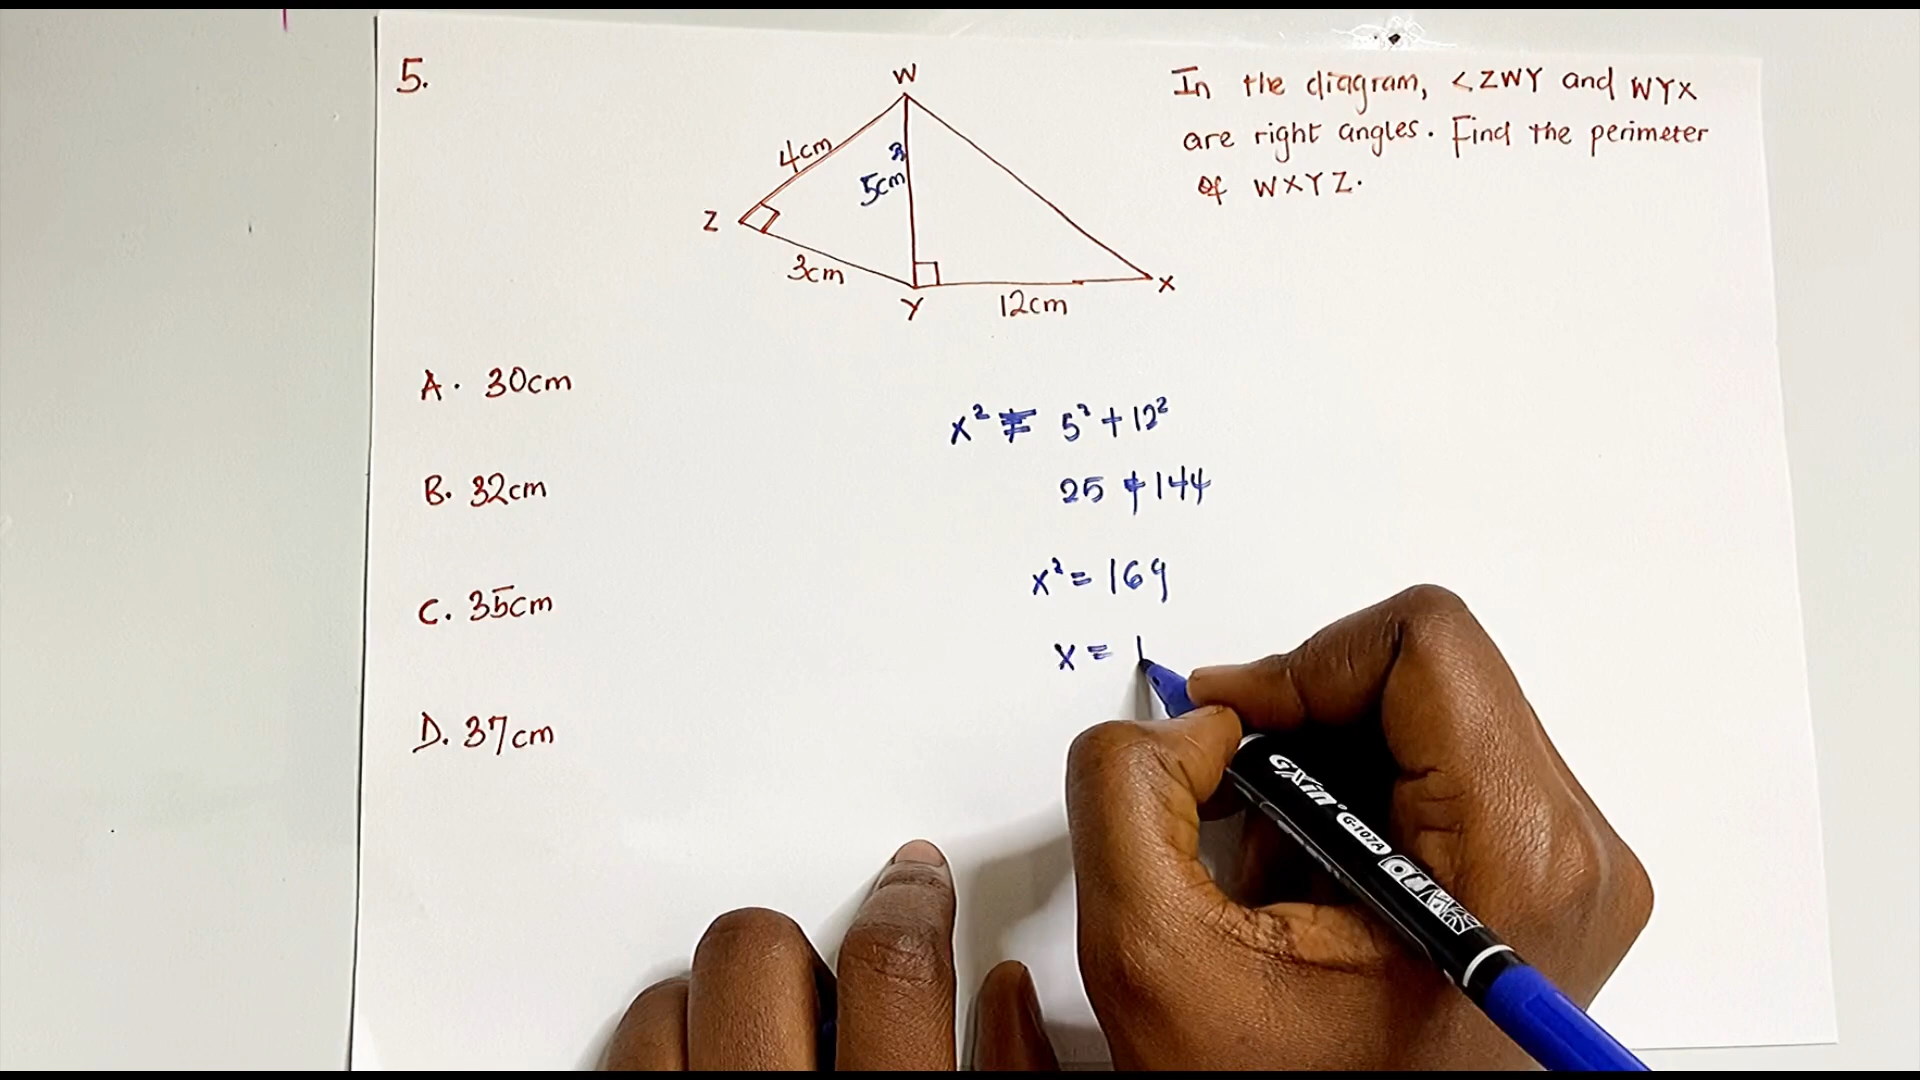 5.
In the diagram, <ZWY and WYX
are right angles. Find the perimeter
of WXYZ.
W
4cm
5cm
Z
3cm
Y
12cm
X
A. 30cm
B. 32cm
C. 35cm
D. 37cm
x² = 5² + 12²
25 + 144
x² = 169
x = 1
GXin
G-107A